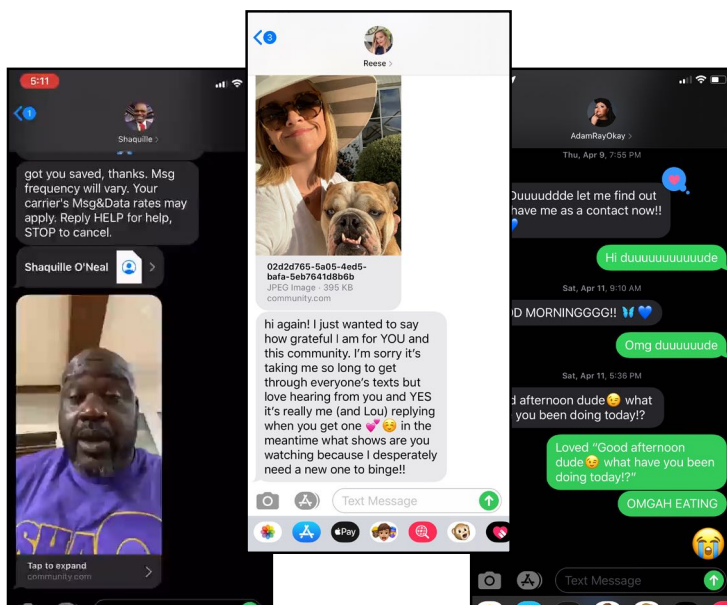 5:11
1
Shaquille >
got you saved, thanks. Msg
frequency will vary. Your
carrier's Msg&Data rates may
apply. Reply HELP for help,
STOP to cancel.
Shaquille O'Neal
SHAQ
Tap to expand
community.com
3
Reese >
02d2d765-5a05-4ed5-
bafa-5eb7641d8b6b
JPEG Image · 395 KB
community.com
hi again! I just wanted to say
how grateful I am for YOU and
this community. I'm sorry it's
taking me so long to get
through everyone's texts but
love hearing from you and YES
it's really me (and Lou) replying
when you get one 💕☺️ in the
meantime what shows are you
watching because I desperately
need a new one to binge!!
Text Message
Pay
AdamRayOkay >
Thu, Apr 9, 7:55 PM
Duuuuddde let me find out
have me as a contact now!!
Hi duuuuuuuuuuude
Sat, Apr 11, 9:10 AM
D MORNINGGGG!! 🦋💙
Omg duuuuuude
Sat, Apr 11, 5:36 PM
d afternoon dude😉 what
you been doing today!?
Loved “Good afternoon
dude😉 what have you been
doing today!?”
OMGAH EATING
😭
Text Message